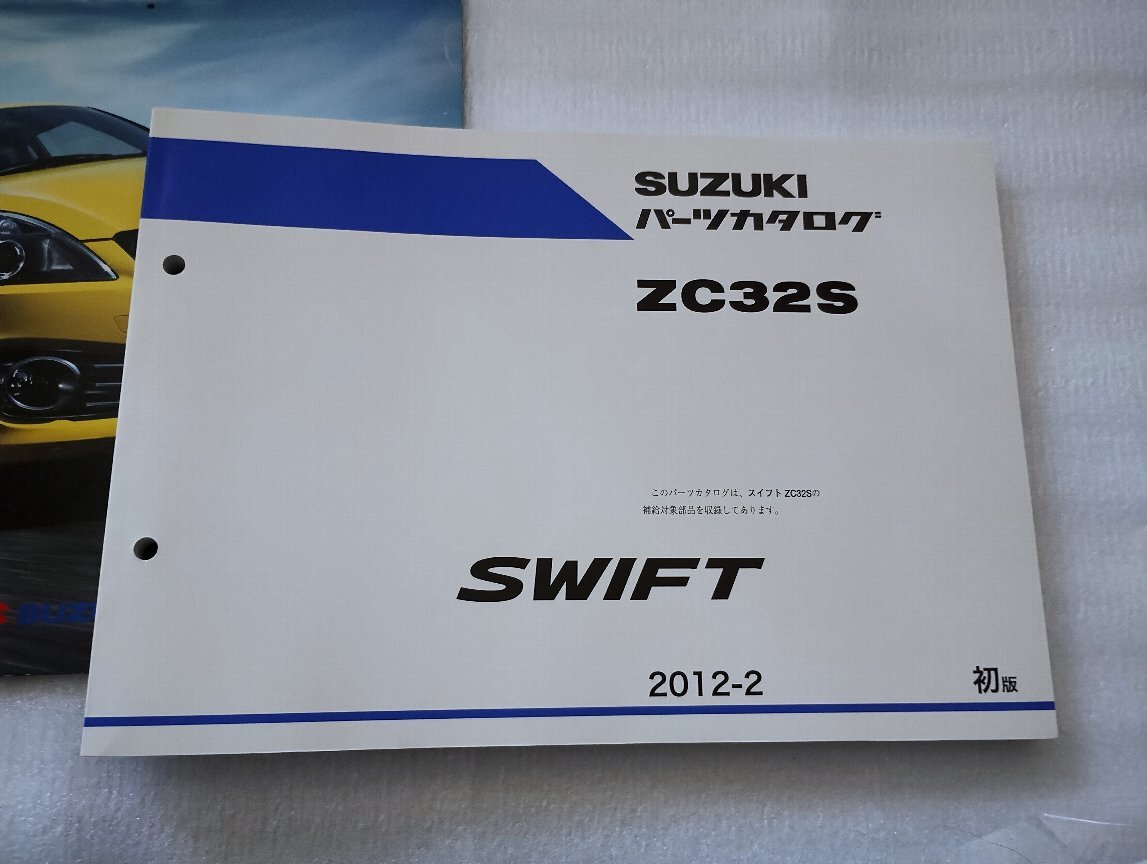 SUZUKI
パーツカタログ
ZC32S
このパーツカタログは、スイフト ZC32Sの
補給対象部品を収録してあります。
SWIFT
2012-2
初版
SUZ